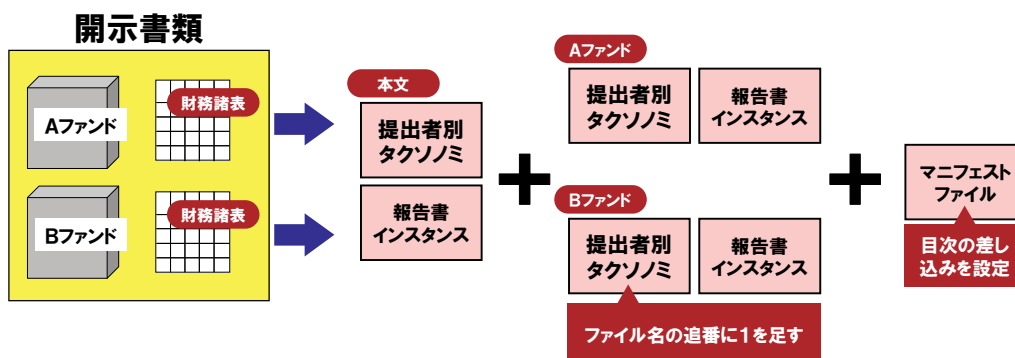 開示書類
Aファンド
財務諸表
Bファンド
財務諸表
本文
提出者別
タクソノミ
報告書
インスタンス
Aファンド
提出者別
タクソノミ
報告書
インスタンス
Bファンド
提出者別
タクソノミ
報告書
インスタンス
ファイル名の追番に1を足す
マニフェスト
ファイル
目次の差し
込みを設定